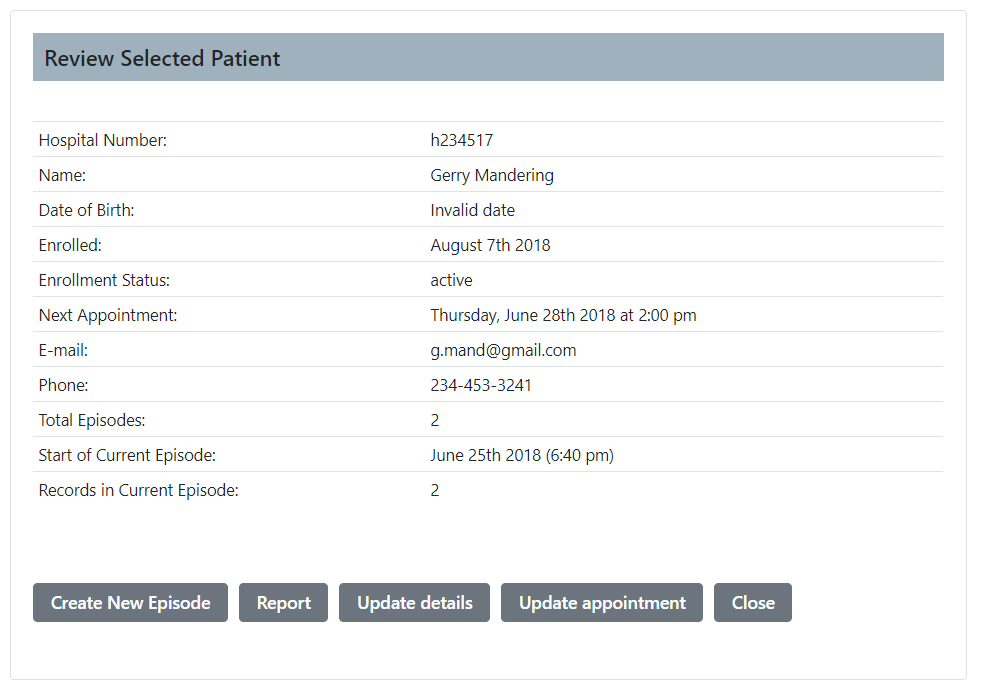 Review Selected Patient
Hospital Number: h234517
Name: Gerry Mandering
Date of Birth: Invalid date
Enrolled: August 7th 2018
Enrollment Status: active
Next Appointment: Thursday, June 28th 2018 at 2:00 pm
E-mail: g.mand@gmail.com
Phone: 234-453-3241
Total Episodes: 2
Start of Current Episode: June 25th 2018 (6:40 pm)
Records in Current Episode: 2
Create New Episode Report Update details Update appointment Close